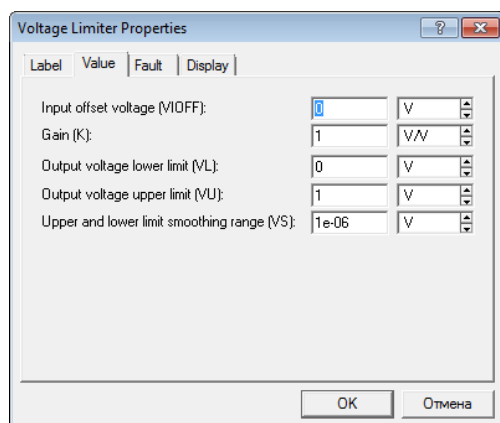 Voltage Limiter Properties
Label Value Fault Display
Input offset voltage (VIOFF): 0 V
Gain (K): 1 V/V
Output voltage lower limit (VL): 0 V
Output voltage upper limit (VU): 1 V
Upper and lower limit smoothing range (VS): 1e-06 V
OK Отмена